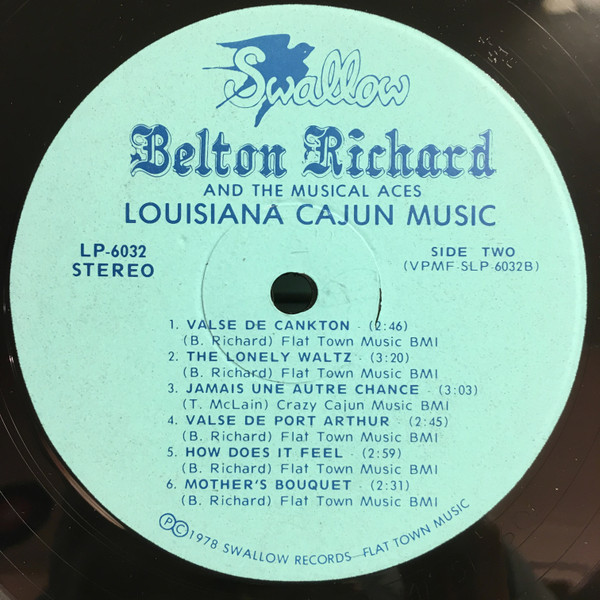 Swallow
Belton Richard
AND THE MUSICAL ACES
LOUISIANA CAJUN MUSIC
LP-6032
STEREO
SIDE TWO
(VPMF-SLP-6032B)
1. VALSE DE CANKTON - (2:46)
(B. Richard) Flat Town Music BMI
2. THE LONELY WALTZ - (3:20)
(B. Richard) Flat Town Music BMI
3. JAMAIS UNE AUTRE CHANCE - (3:03)
(T. McLain) Crazy Cajun Music BMI
4. VALSE DE PORT ARTHUR - (2:45)
(B. Richard) Flat Town Music BMI
5. HOW DOES IT FEEL - (2:59)
(B. Richard) Flat Town Music BMI
6. MOTHER'S BOUQUET - (2:31)
(B. Richard) Flat Town Music BMI
Ⓟ©1978 SWALLOW RECORDS—FLAT TOWN MUSIC